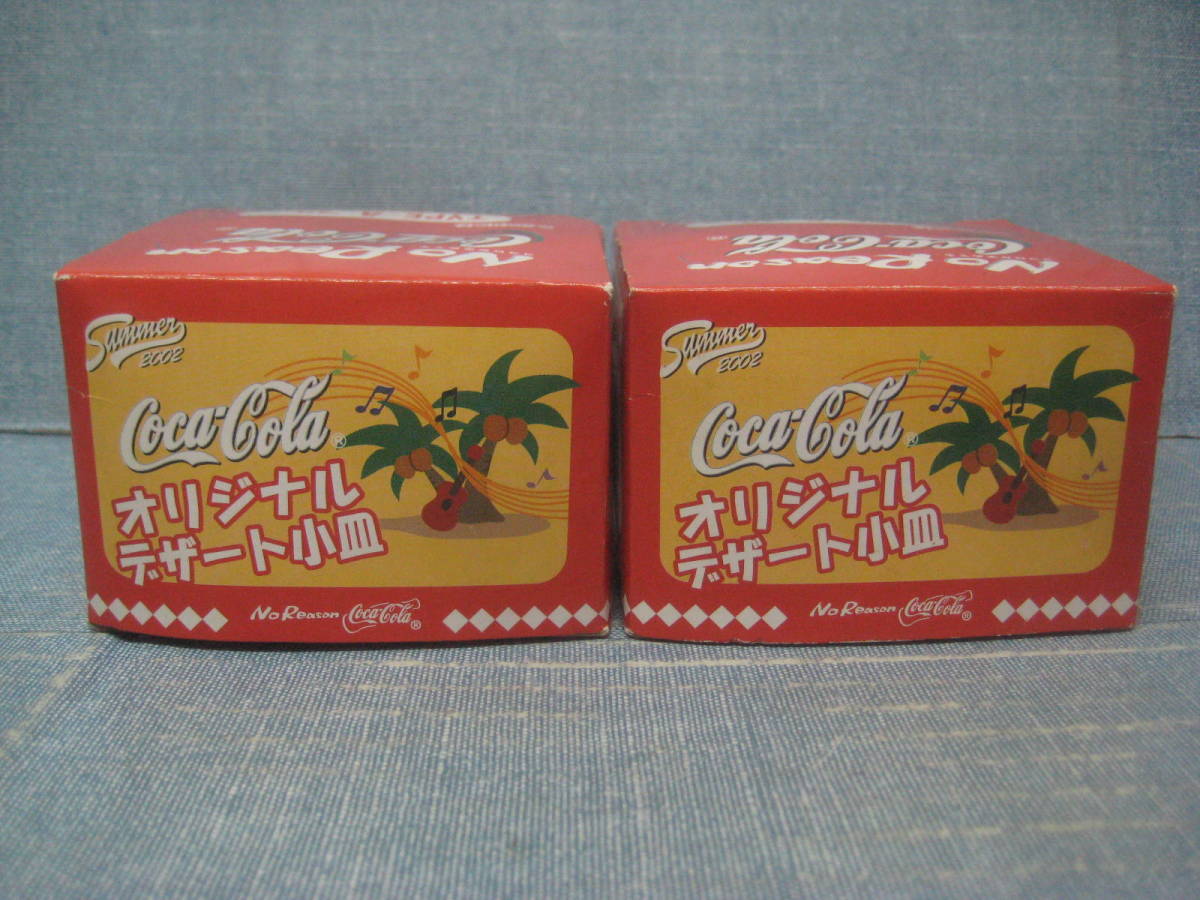 TYPE A
Coca-Cola
No Reason
Summer
2002
Coca-Cola®
オリジナル
デザート小皿
No Reason Coca-Cola®
Coca-Cola®
No Reason
Summer
2002
Coca-Cola®
オリジナル
デザート小皿
No Reason Coca-Cola®